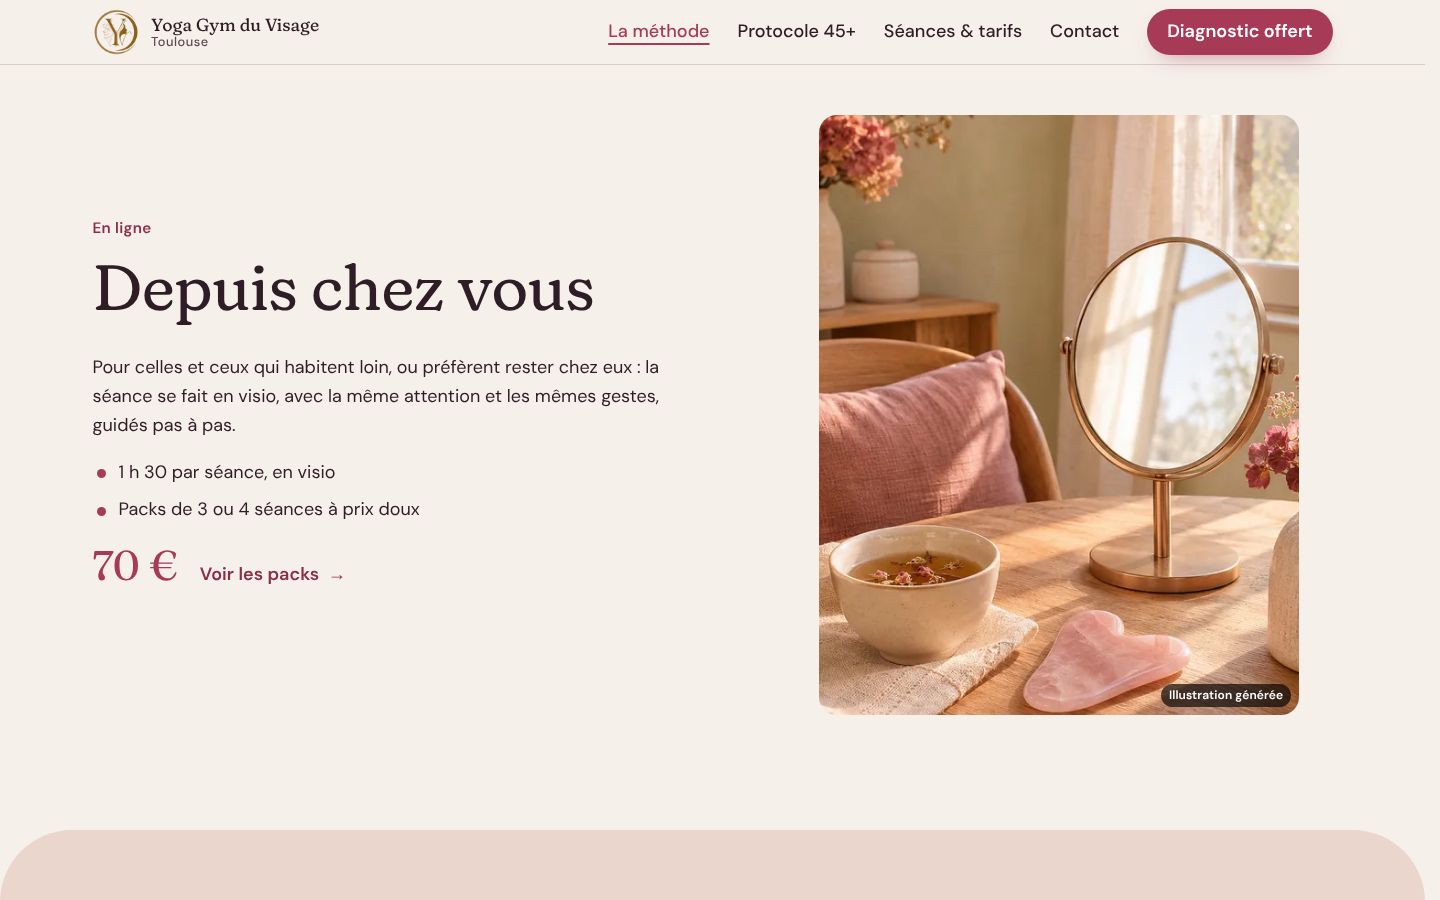 Yoga Gym du Visage
Toulouse
La méthode
Protocole 45+
Séances & tarifs
Contact
Diagnostic offert
En ligne
Depuis chez vous
Pour celles et ceux qui habitent loin, ou préfèrent rester chez eux : la
séance se fait en visio, avec la même attention et les mêmes gestes,
guidés pas à pas.
1 h 30 par séance, en visio
Packs de 3 ou 4 séances à prix doux
70 €
Voir les packs →
Illustration générée